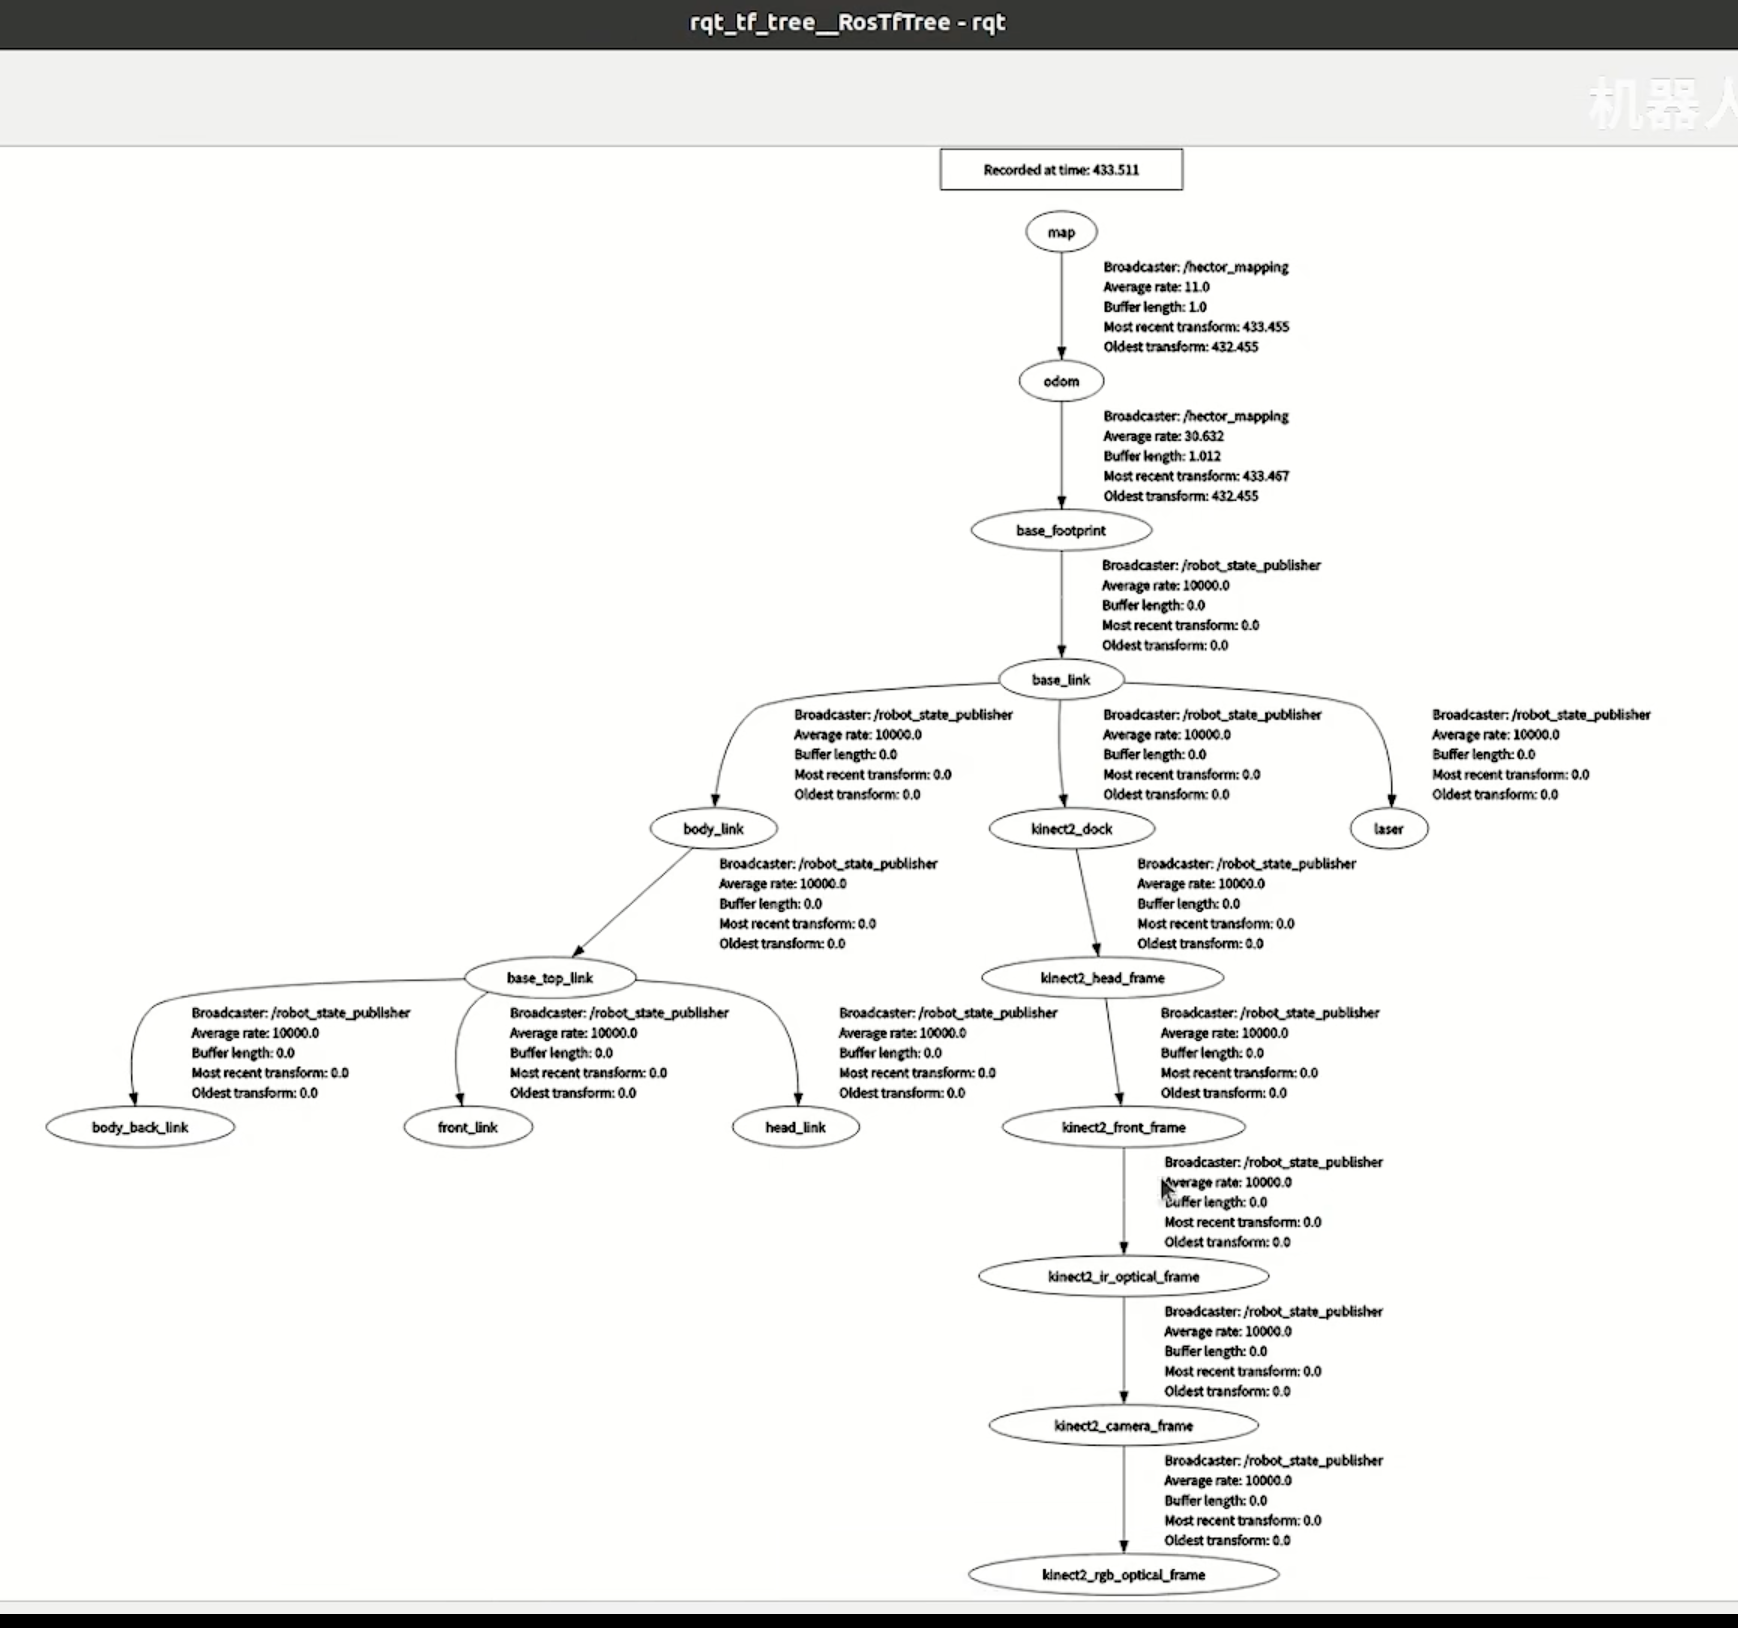 rqt_tf_tree__RosTfTree - rqt
机器人
Recorded at time: 433.511
map
Broadcaster: /hector_mapping
Average rate: 11.0
Buffer length: 1.0
Most recent transform: 433.455
Oldest transform: 432.455
odom
Broadcaster: /hector_mapping
Average rate: 30.632
Buffer length: 1.012
Most recent transform: 433.467
Oldest transform: 432.455
base_footprint
Broadcaster: /robot_state_publisher
Average rate: 10000.0
Buffer length: 0.0
Most recent transform: 0.0
Oldest transform: 0.0
base_link
Broadcaster: /robot_state_publisher
Average rate: 10000.0
Buffer length: 0.0
Most recent transform: 0.0
Oldest transform: 0.0
Broadcaster: /robot_state_publisher
Average rate: 10000.0
Buffer length: 0.0
Most recent transform: 0.0
Oldest transform: 0.0
Broadcaster: /robot_state_publisher
Average rate: 10000.0
Buffer length: 0.0
Most recent transform: 0.0
Oldest transform: 0.0
body_link
kinect2_dock
laser
Broadcaster: /robot_state_publisher
Average rate: 10000.0
Buffer length: 0.0
Most recent transform: 0.0
Oldest transform: 0.0
Broadcaster: /robot_state_publisher
Average rate: 10000.0
Buffer length: 0.0
Most recent transform: 0.0
Oldest transform: 0.0
base_top_link
kinect2_head_frame
Broadcaster: /robot_state_publisher
Average rate: 10000.0
Buffer length: 0.0
Most recent transform: 0.0
Oldest transform: 0.0
Broadcaster: /robot_state_publisher
Average rate: 10000.0
Buffer length: 0.0
Most recent transform: 0.0
Oldest transform: 0.0
Broadcaster: /robot_state_publisher
Average rate: 10000.0
Buffer length: 0.0
Most recent transform: 0.0
Oldest transform: 0.0
Broadcaster: /robot_state_publisher
Average rate: 10000.0
Buffer length: 0.0
Most recent transform: 0.0
Oldest transform: 0.0
body_back_link
front_link
head_link
kinect2_front_frame
Broadcaster: /robot_state_publisher
Average rate: 10000.0
Buffer length: 0.0
Most recent transform: 0.0
Oldest transform: 0.0
kinect2_ir_optical_frame
Broadcaster: /robot_state_publisher
Average rate: 10000.0
Buffer length: 0.0
Most recent transform: 0.0
Oldest transform: 0.0
kinect2_camera_frame
Broadcaster: /robot_state_publisher
Average rate: 10000.0
Buffer length: 0.0
Most recent transform: 0.0
Oldest transform: 0.0
kinect2_rgb_optical_frame